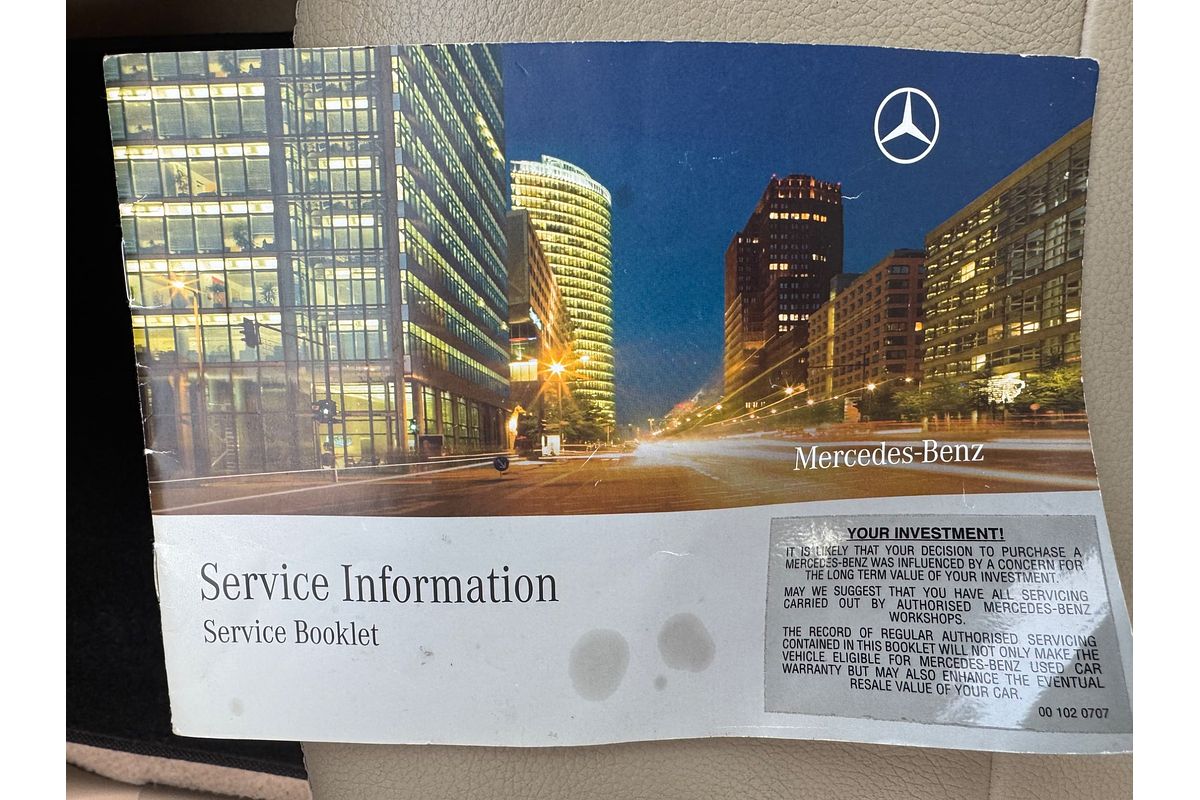 Mercedes-Benz
Service Information
Service Booklet
YOUR INVESTMENT!
IT IS LIKELY THAT YOUR DECISION TO PURCHASE A
MERCEDES-BENZ WAS INFLUENCED BY A CONCERN FOR
THE LONG TERM VALUE OF YOUR INVESTMENT.
MAY WE SUGGEST THAT YOU HAVE ALL SERVICING
CARRIED OUT BY AUTHORISED MERCEDES-BENZ
WORKSHOPS.
THE RECORD OF REGULAR AUTHORISED SERVICING
CONTAINED IN THIS BOOKLET WILL NOT ONLY MAKE THE
VEHICLE ELIGIBLE FOR MERCEDES-BENZ USED CAR
WARRANTY BUT MAY ALSO ENHANCE THE EVENTUAL
RESALE VALUE OF YOUR CAR.
00 102 0707